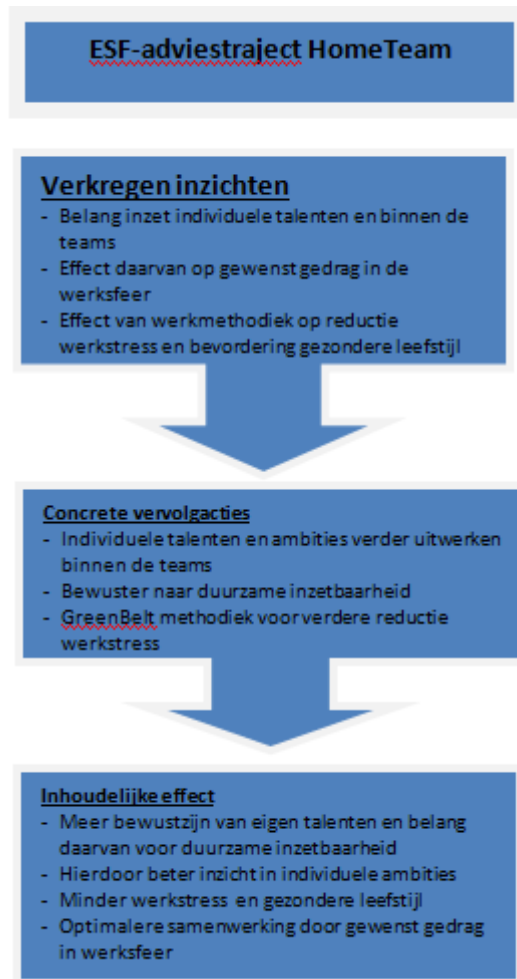 ESF-adviestraject HomeTeam
Verkregen inzichten
- Belang inzet individuele talenten en binnen de
teams
- Effect daarvan op gewenst gedrag in de
werksfeer
- Effect van werkmethodiek op reductie
werkstress en bevordering gezondere leefstijl
Concrete vervolgacties
- Individuele talenten en ambities verder uitwerken
binnen de teams
- Bewuster naar duurzame inzetbaarheid
- GreenBelt methodiek voor verdere reductie
werkstress
Inhoudelijke effect
- Meer bewustzijn van eigen talenten en belang
daarvan voor duurzame inzetbaarheid
- Hierdoor beter inzicht in individuele ambities
- Minder werkstress en gezondere leefstijl
- Optimalere samenwerking door gewenst gedrag
in werksfeer